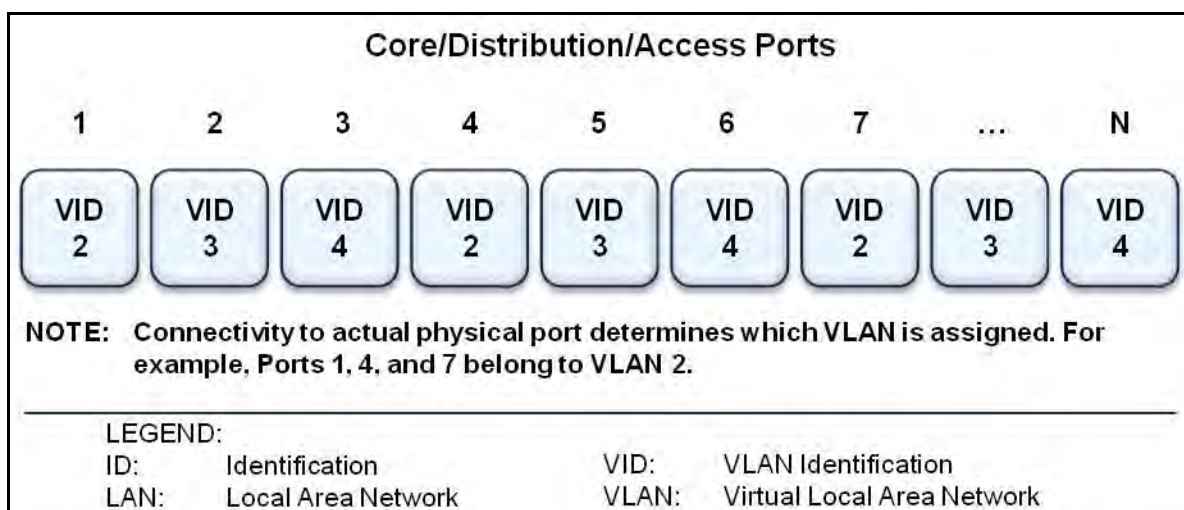 Core/Distribution/Access Ports
1 2 3 4 5 6 7 ... N
VID VID VID VID VID VID VID VID VID
2 3 4 2 3 4 2 3 4
NOTE: Connectivity to actual physical port determines which VLAN is assigned. For
example, Ports 1, 4, and 7 belong to VLAN 2.
LEGEND:
ID: Identification VID: VLAN Identification
LAN: Local Area Network VLAN: Virtual Local Area Network